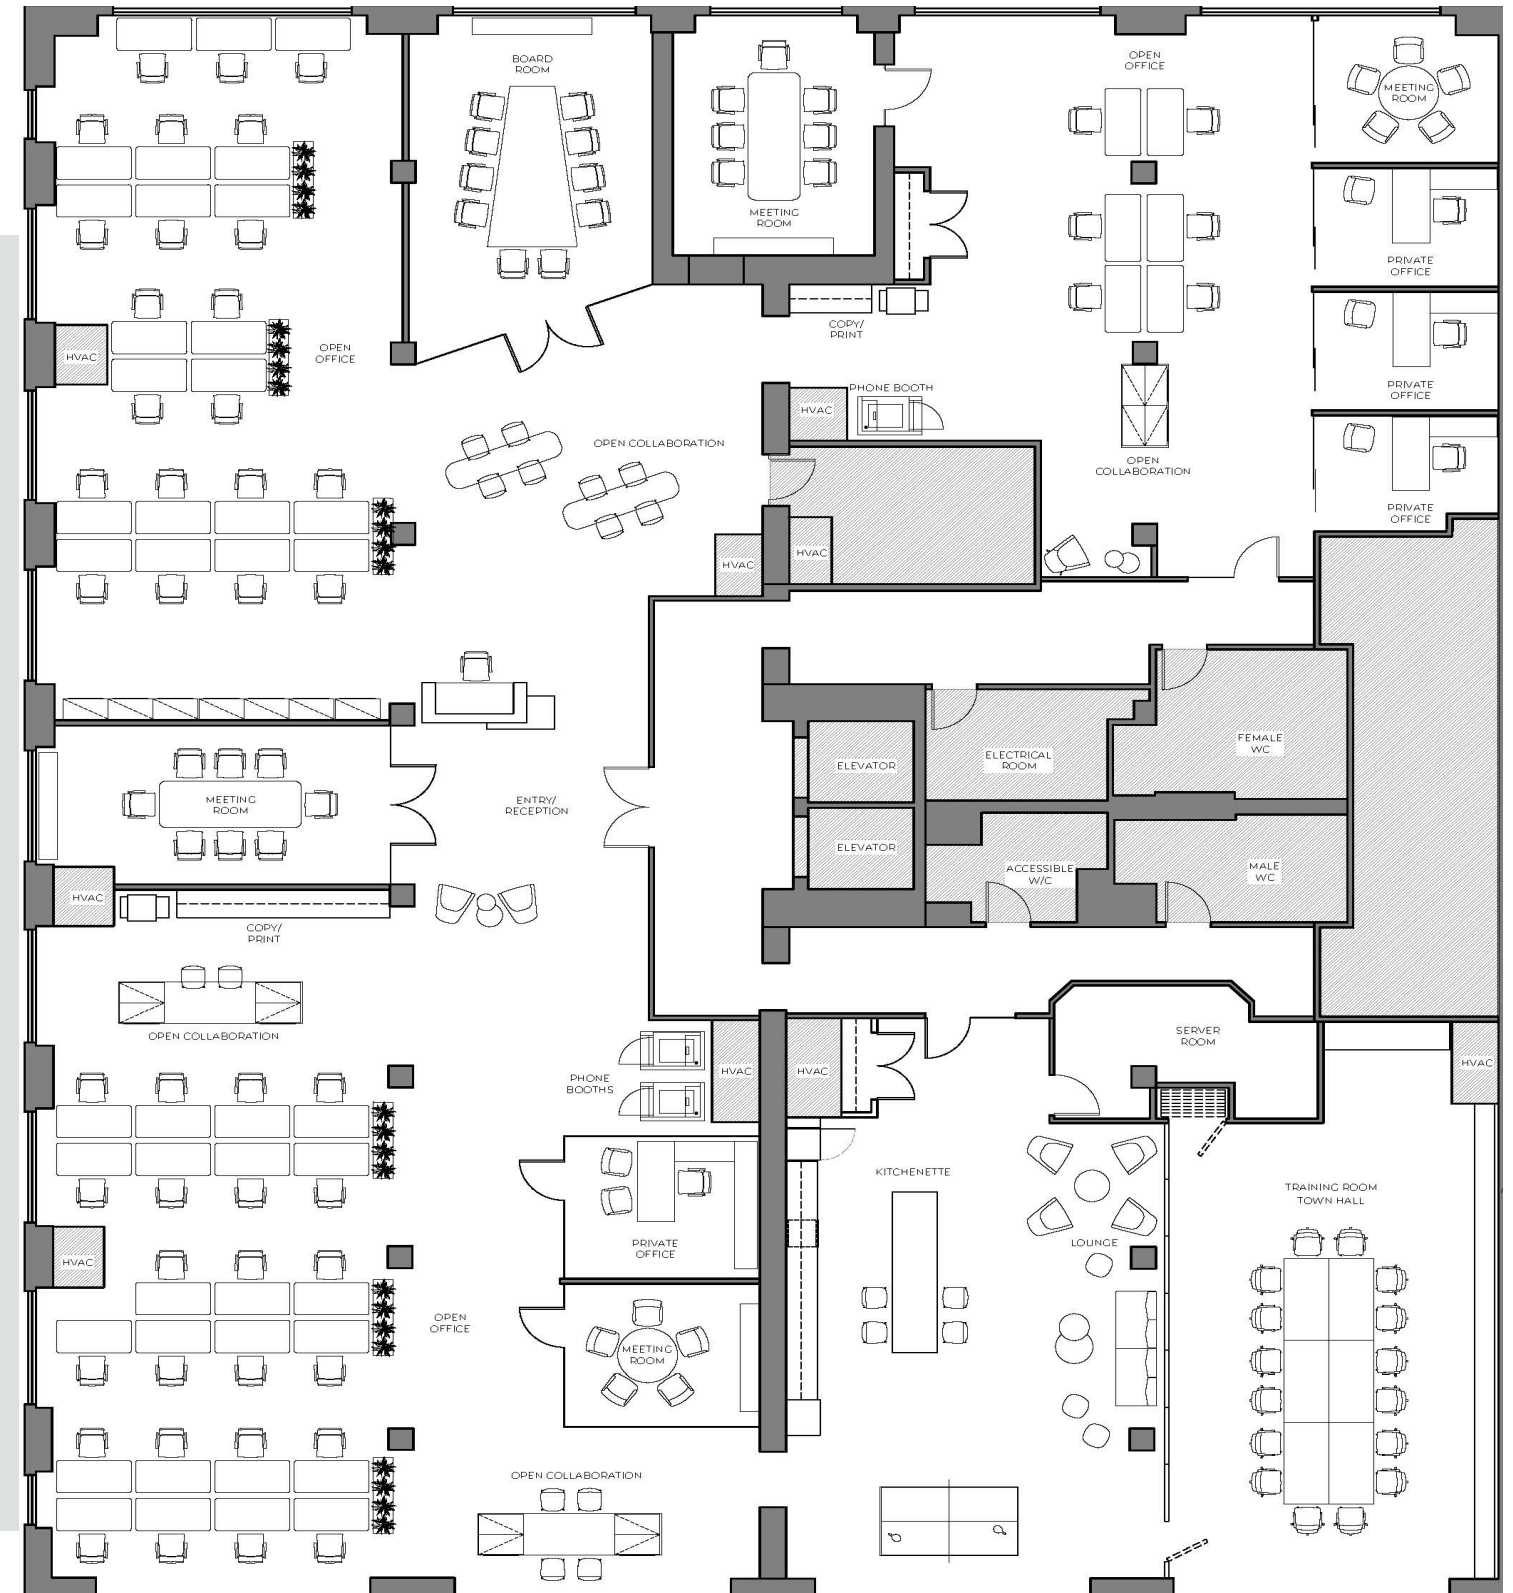 BOARD
ROOM
OPEN
OFFICE
MEETING
ROOM
MEETING
ROOM
PRIVATE
OFFICE
COPY/
PRINT
OPEN
OFFICE
HVAC
PRIVATE
OFFICE
PHONE BOOTH
HVAC
OPEN COLLABORATION
OPEN
COLLABORATION
PRIVATE
OFFICE
HVAC
HVAC
ELEVATOR
ELECTRICAL
ROOM
FEMALE
WC
MEETING
ROOM
ENTRY/
RECEPTION
ELEVATOR
ACCESSIBLE
W/C
MALE
WC
HVAC
COPY/
PRINT
OPEN COLLABORATION
SERVER
ROOM
PHONE
BOOTHS
HVAC
HVAC
HVAC
KITCHENETTE
TRAINING ROOM
TOWN HALL
PRIVATE
OFFICE
LOUNGE
HVAC
OPEN
OFFICE
MEETING
ROOM
OPEN COLLABORATION